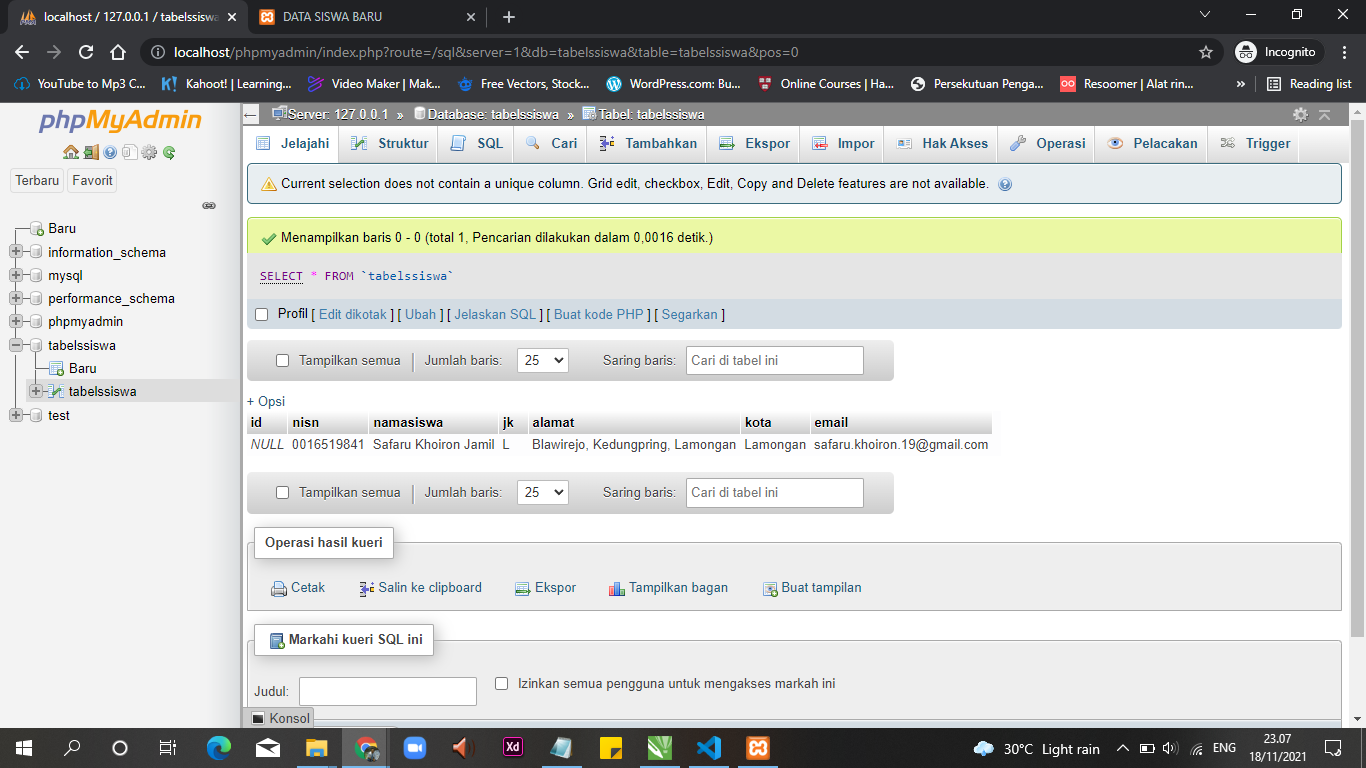 localhost / 127.0.0.1 / tabelssiswa
DATA SISWA BARU
localhost/phpmyadmin/index.php?route=/sql&server=1&db=tabelssiswa&table=tabelssiswa&pos=0
Incognito
YouTube to Mp3 C...
Kahoot! | Learning...
Video Maker | Mak...
Free Vectors, Stock...
WordPress.com: Bu...
Online Courses | Ha...
Persekutuan Penga...
Resoomer | Alat rin...
»
Reading list
phpMyAdmin
Terbaru
Favorit
Baru
information_schema
mysql
performance_schema
phpmyadmin
tabelssiswa
Baru
tabelssiswa
test
Server: 127.0.0.1 » Database: tabelssiswa » Tabel: tabelssiswa
Jelajahi
Struktur
SQL
Cari
Tambahkan
Ekspor
Impor
Hak Akses
Operasi
Pelacakan
Trigger
Current selection does not contain a unique column. Grid edit, checkbox, Edit, Copy and Delete features are not available.
Menampilkan baris 0 - 0 (total 1, Pencarian dilakukan dalam 0,0016 detik.)
SELECT * FROM `tabelssiswa`
Profil [ Edit dikotak ] [ Ubah ] [ Jelaskan SQL ] [ Buat kode PHP ] [ Segarkan ]
Tampilkan semua | Jumlah baris: 25 Saring baris: Cari di tabel ini
+ Opsi
id nisn namasiswa jk alamat kota email
NULL 0016519841 Safaru Khoiron Jamil L Blawirejo, Kedungpring, Lamongan Lamongan safaru.khoiron.19@gmail.com
Tampilkan semua | Jumlah baris: 25 Saring baris: Cari di tabel ini
Operasi hasil kueri
Cetak
Salin ke clipboard
Ekspor
Tampilkan bagan
Buat tampilan
Markahi kueri SQL ini
Judul:
Izinkan semua pengguna untuk mengakses markah ini
Konsol
Xd
30°C Light rain
ENG
23.07
18/11/2021